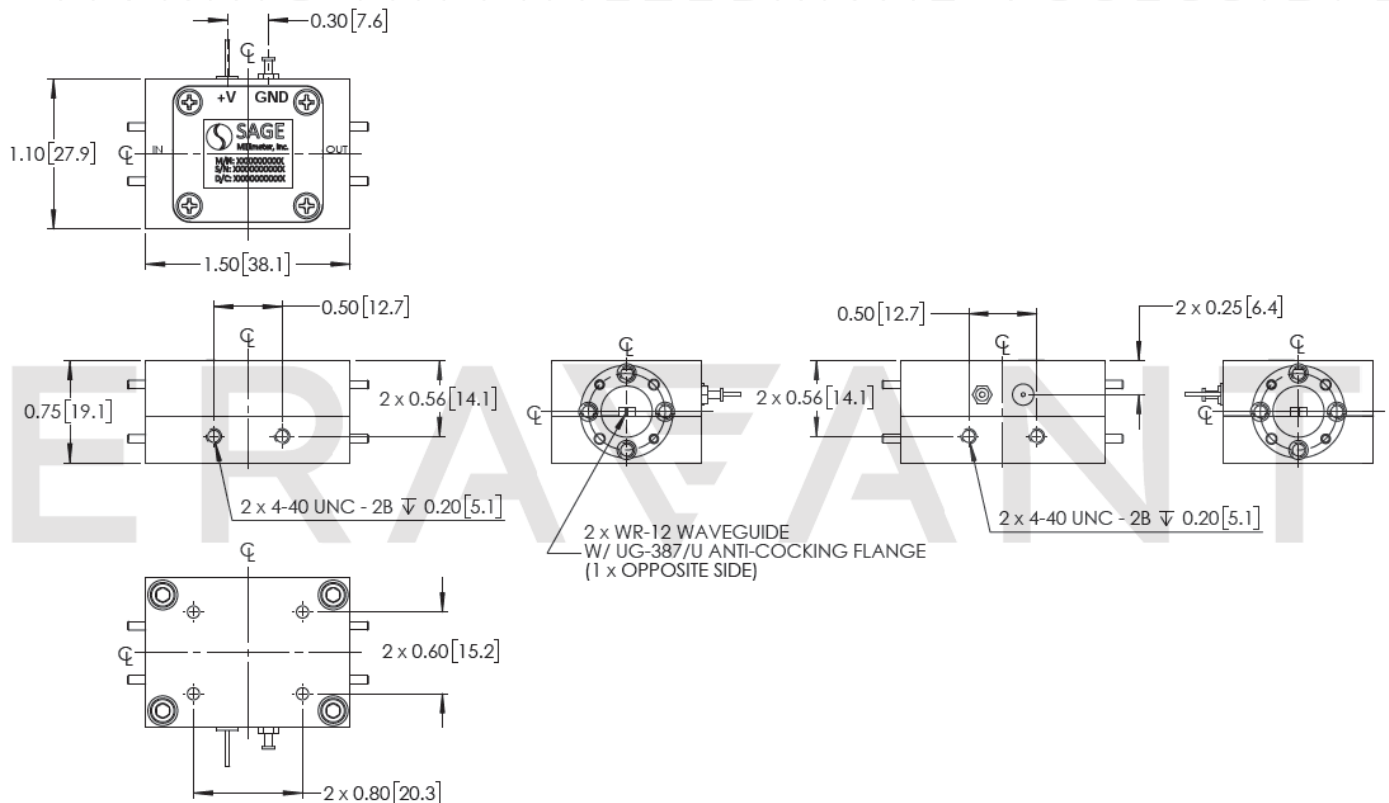 0.30[7.6]
℄
+V GND
SAGE
Millimeter, Inc.
IN
OUT
M/N: XXXXXXXXXX
S/N: XXXXXXXXXXX
D/C: XXXXXXXXXXX
1.10[27.9]
℄
1.50[38.1]
0.50[12.7]
℄
0.75[19.1]
2 x 0.56[14.1]
2 x 4-40 UNC - 2B ↧ 0.20[5.1]
℄
℄
2 x WR-12 WAVEGUIDE
W/ UG-387/U ANTI-COCKING FLANGE
(1 x OPPOSITE SIDE)
0.50[12.7]
℄
2 x 0.25[6.4]
2 x 0.56[14.1]
2 x 4-40 UNC - 2B ↧ 0.20[5.1]
℄
℄
ERAVANT
℄
℄
2 x 0.60[15.2]
2 x 0.80[20.3]